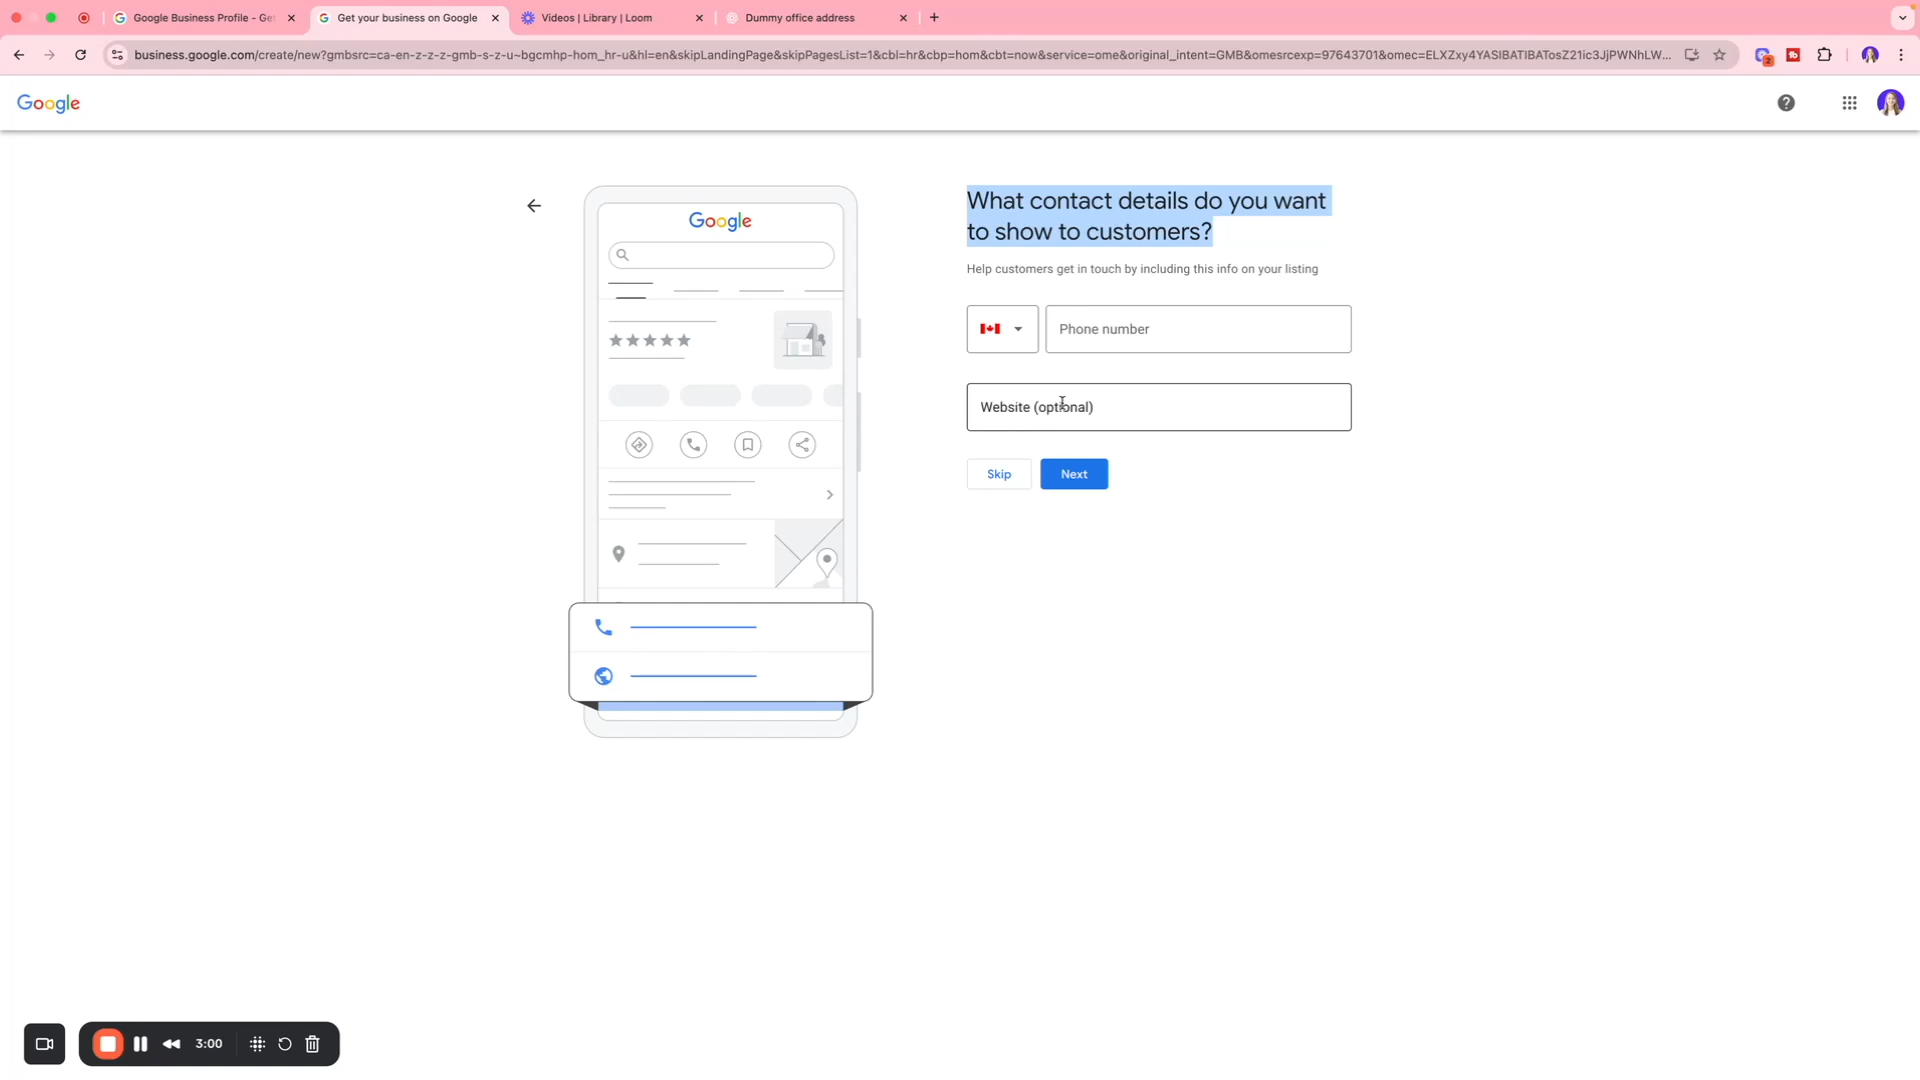 Google Business Profile - Get
Get your business on Google
Videos | Library | Loom
Dummy office address
business.google.com/create/new?gmbsrc=ca-en-z-z-z-gmb-s-z-u~bgcmhp-hom_hr-u&hl=en&skipLandingPage&skipPagesList=1&cbl=hr&cbp=hom&cbt=now&service=ome&original_intent=GMB&omesrcexp=97643701&omec=ELXZxy4YASIBATIBATosZ21ic3JjPWNhLW...
2
Google
Google
What contact details do you want
to show to customers?
Help customers get in touch by including this info on your listing
Phone number
Website (optional)
Skip
Next
3:00